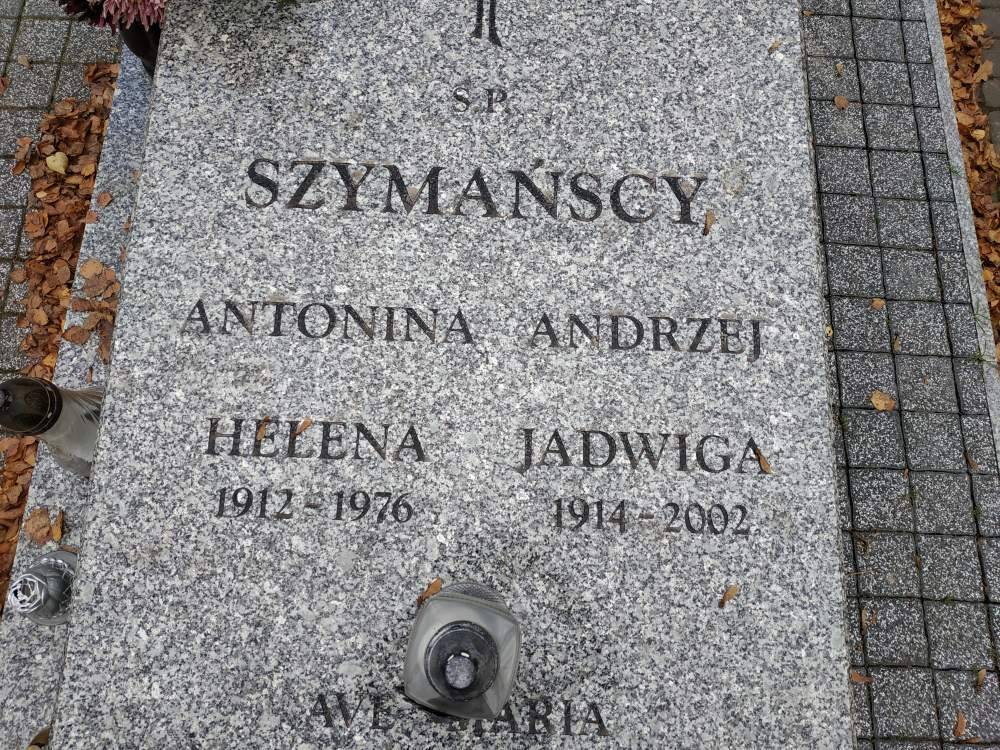 S.P.
SZYMAŃSCY
ANTONINA ANDRZEJ
HELENA JADWIGA
1912 - 1976 1914 - 2002
AVE MARIA